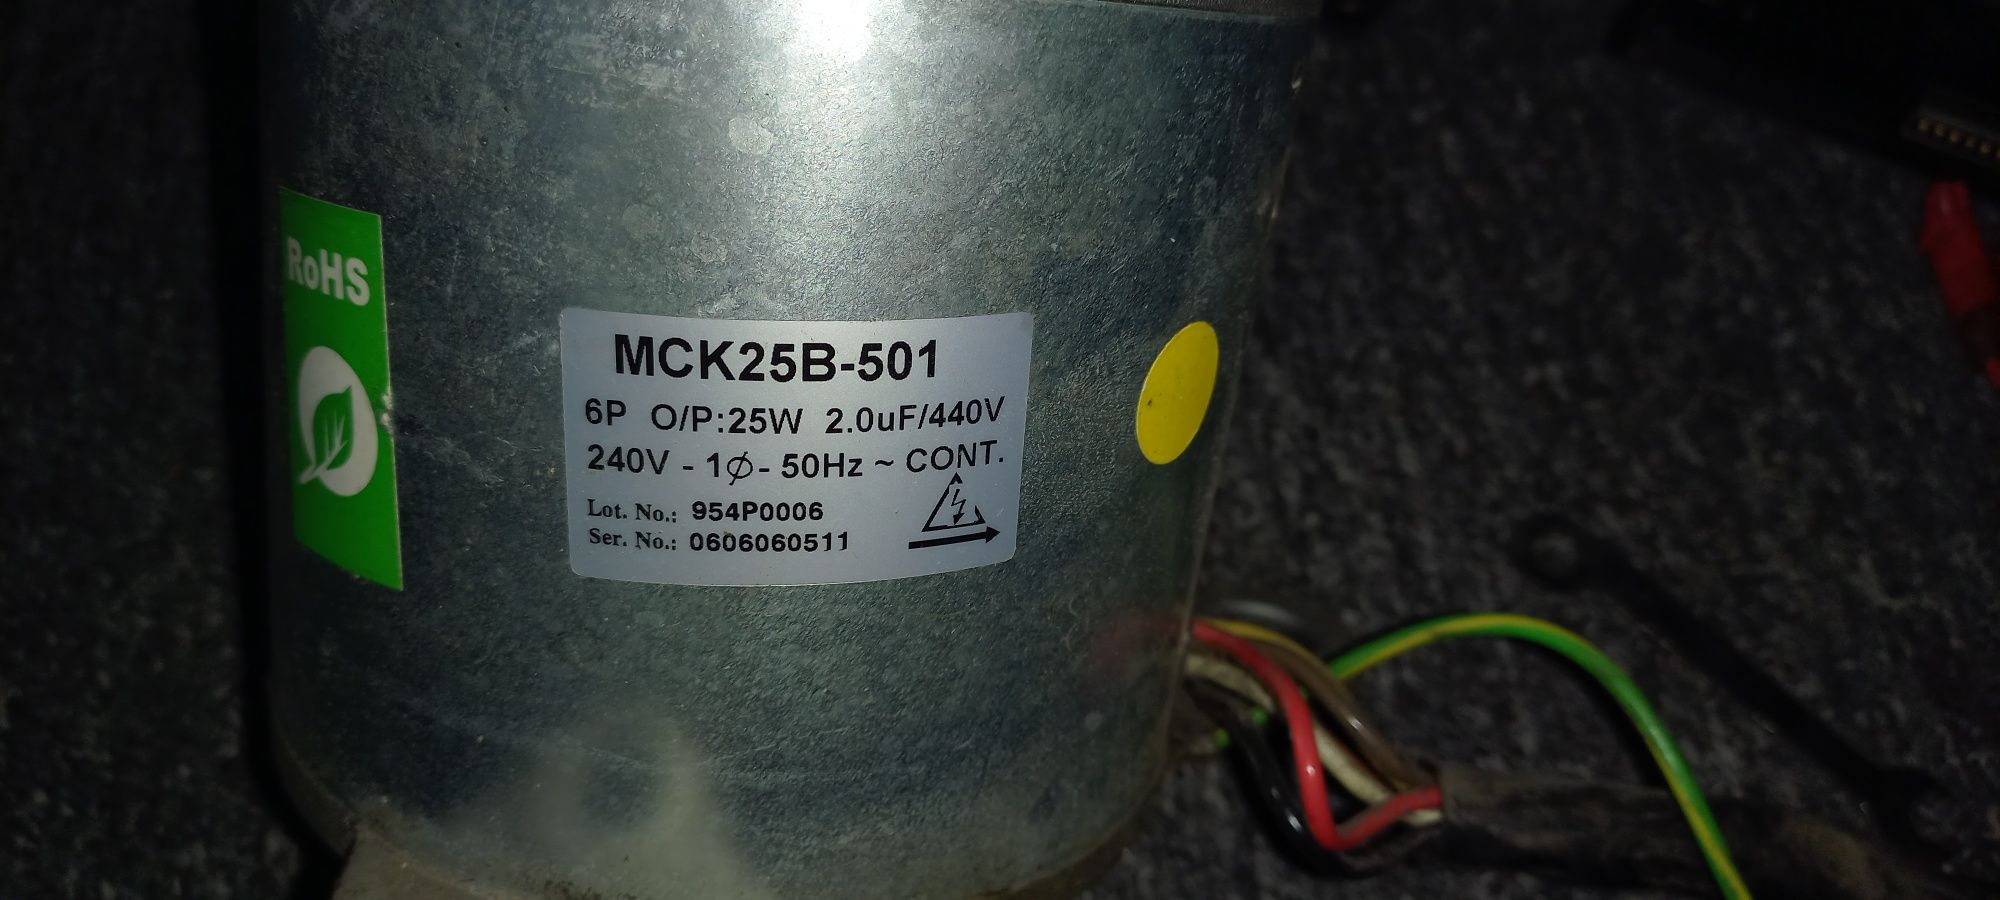 RoHS
MCK25B-501
6P O/P:25W 2.0uF/440V
240V - 1⌀ - 50Hz ~ CONT.
Lot. No.: 954P0006
Ser. No.: 0606060511